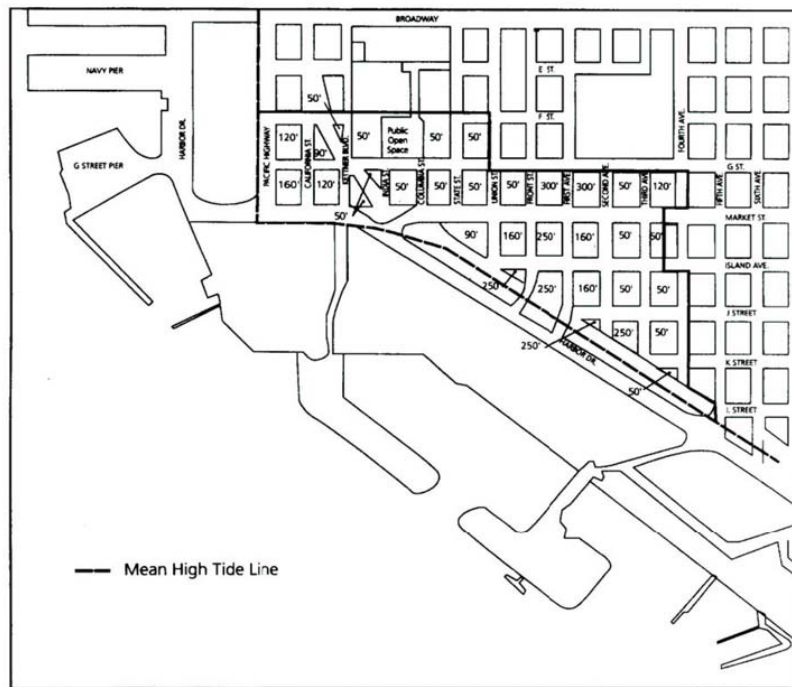 BROADWAY
NAVY PIER
E ST.
50'
F ST.
HARBOR DR.
PACIFIC HIGHWAY
120'
CALIFORNIA ST.
90'
KETTNER BLVD.
50'
Public
Open
Space
50'
50'
FOURTH AVE.
G STREET PIER
G ST.
160'
120'
INDIA ST.
50'
COLUMBIA ST.
50'
STATE ST.
50'
UNION ST.
50'
FRONT ST.
300'
FIRST AVE.
300'
SECOND AVE.
50'
THIRD AVE.
120'
FIFTH AVE.
SIXTH AVE.
50'
MARKET ST.
90'
160'
250'
160'
50'
50'
ISLAND AVE.
250'
250'
160'
50'
50'
J STREET
250'
250'
50'
HARBOR DR.
K STREET
50'
L STREET
Mean High Tide Line